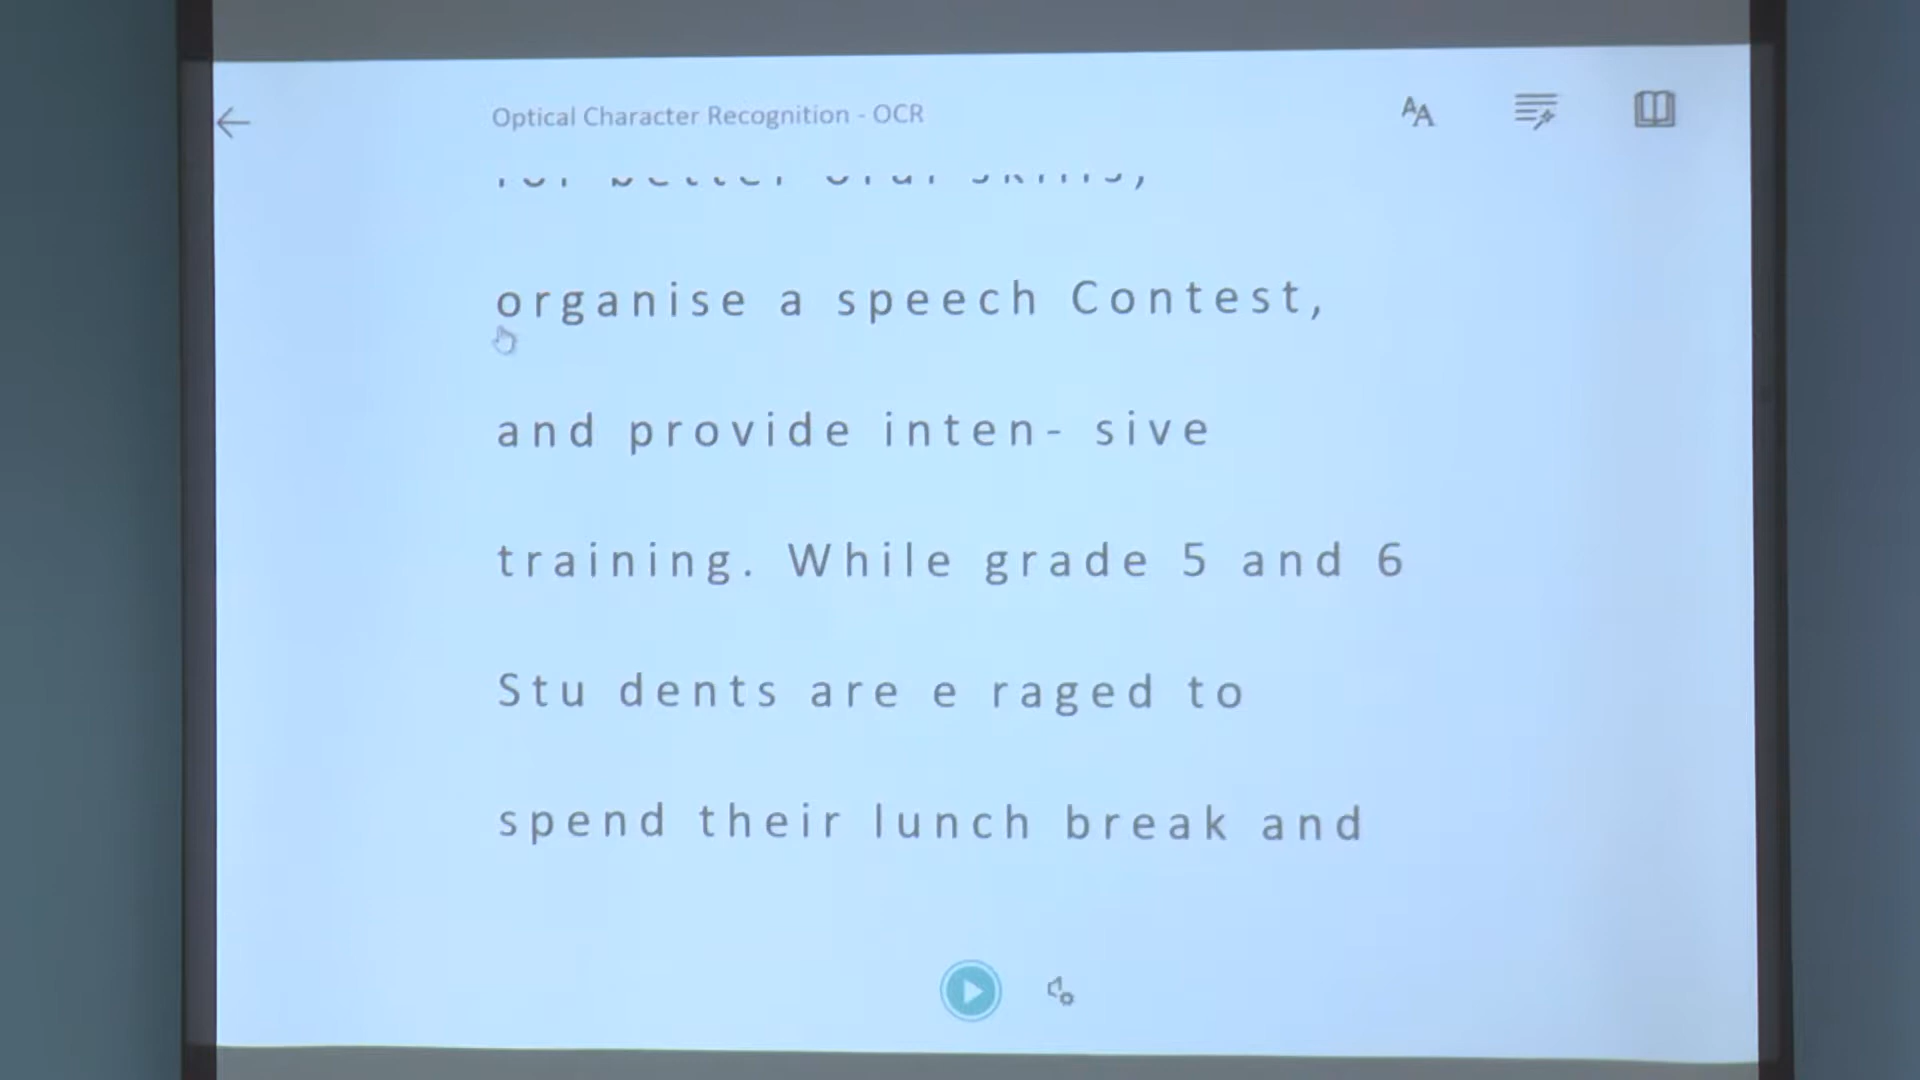 Optical Character Recognition - OCR
organise a speech Contest,
and provide inten- sive
training. While grade 5 and 6
Stu dents are e raged to
spend their lunch break and